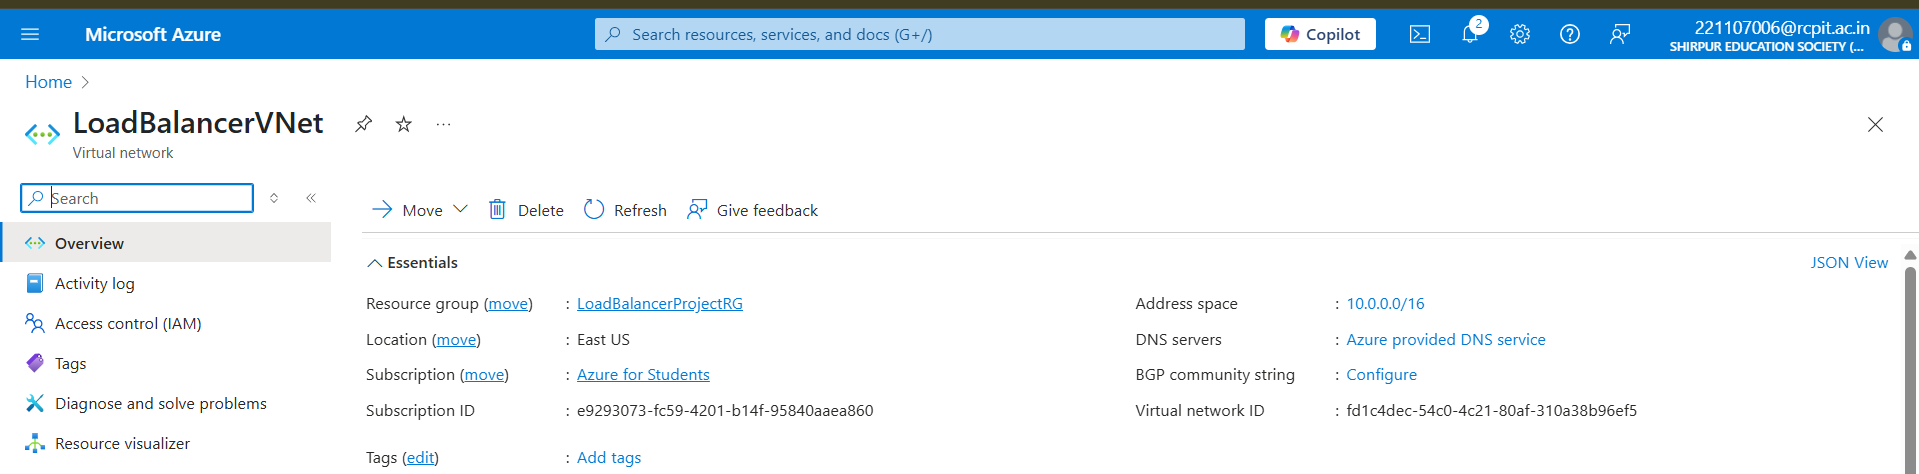 Microsoft Azure
Search resources, services, and docs (G+/)
Copilot
2
221107006@rcpit.ac.in
SHIRPUR EDUCATION SOCIETY (...
Home
LoadBalancerVNet
Virtual network
Search
Move
Delete
Refresh
Give feedback
Overview
Activity log
Access control (IAM)
Tags
Diagnose and solve problems
Resource visualizer
Essentials
JSON View
Resource group (move) : LoadBalancerProjectRG
Location (move) : East US
Subscription (move) : Azure for Students
Subscription ID : e9293073-fc59-4201-b14f-95840aaea860
Tags (edit) : Add tags
Address space : 10.0.0.0/16
DNS servers : Azure provided DNS service
BGP community string : Configure
Virtual network ID : fd1c4dec-54c0-4c21-80af-310a38b96ef5